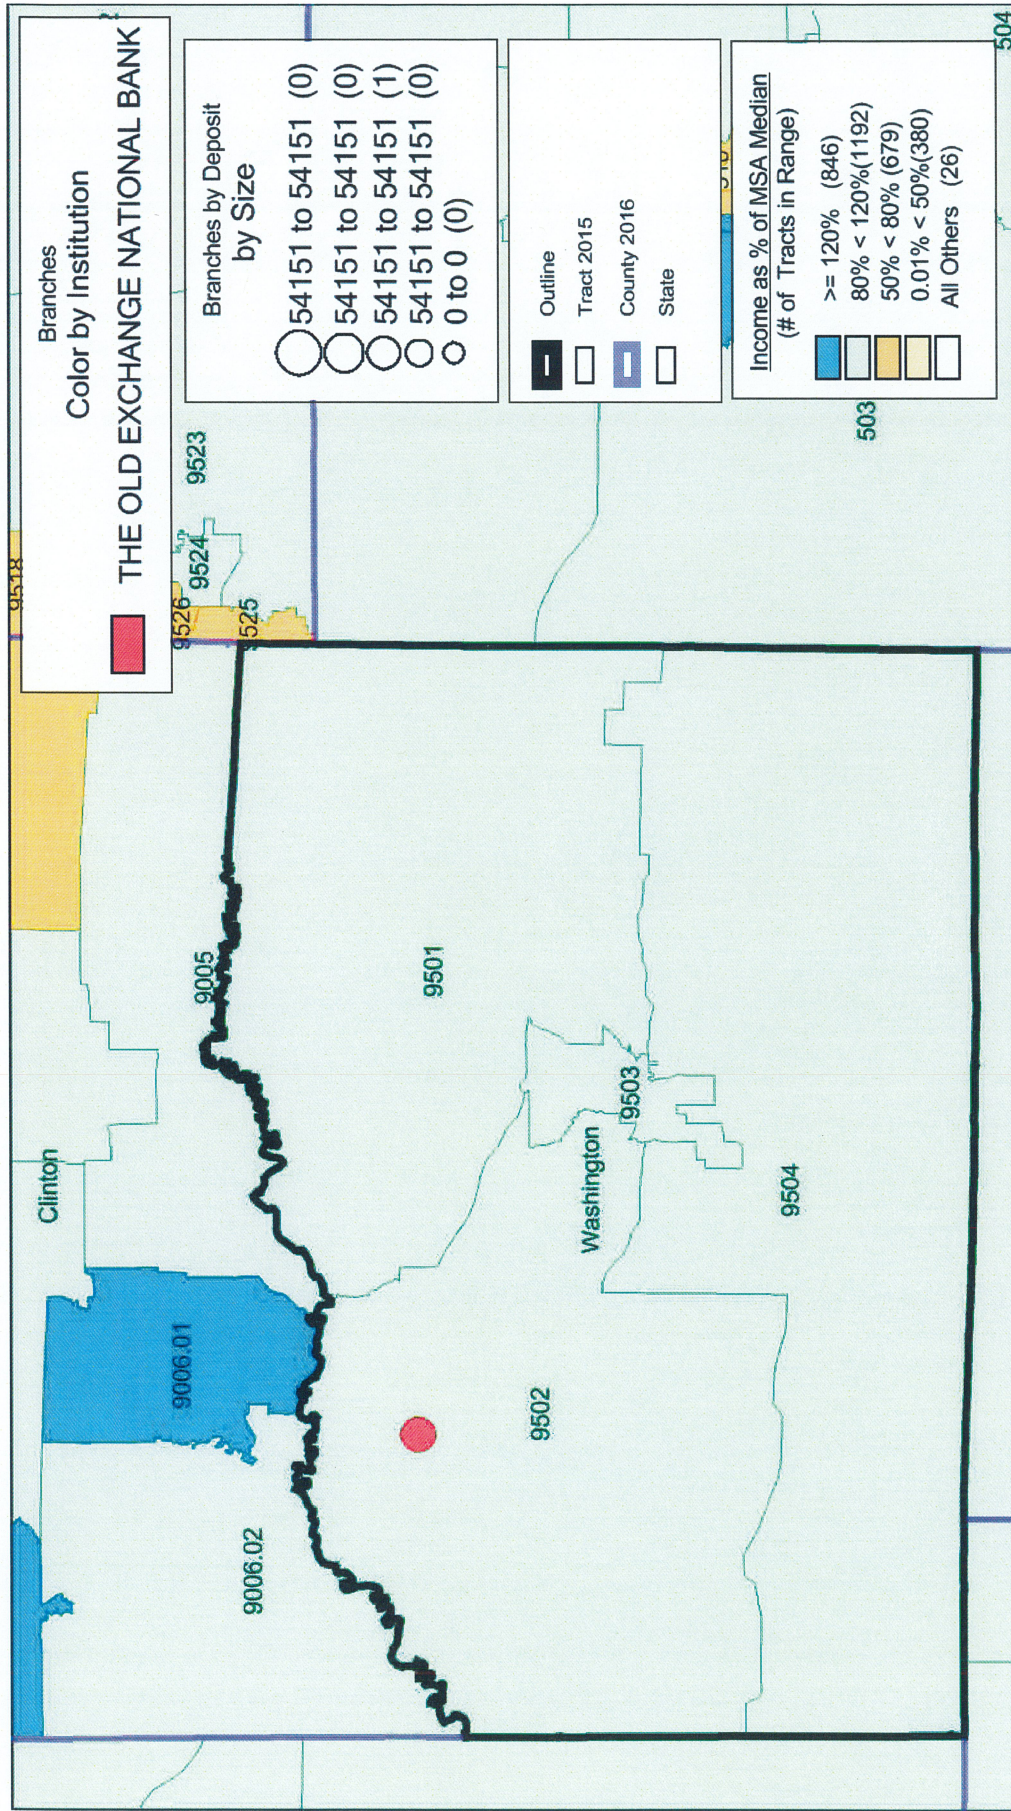 Branches
Color by Institution
THE OLD EXCHANGE NATIONAL BANK
Branches by Deposit
by Size
54151 to 54151 (0)
54151 to 54151 (0)
54151 to 54151 (1)
54151 to 54151 (0)
0 to 0 (0)
Outline
Tract 2015
County 2016
State
Income as % of MSA Median
(# of Tracts in Range)
>= 120% (846)
80% < 120%(1192)
50% < 80% (679)
0.01% < 50%(380)
All Others (26)
Clinton
9518
9523
9524
9526
9525
9005
9006.01
9006.02
9501
9502
9503
Washington
9504
503
504